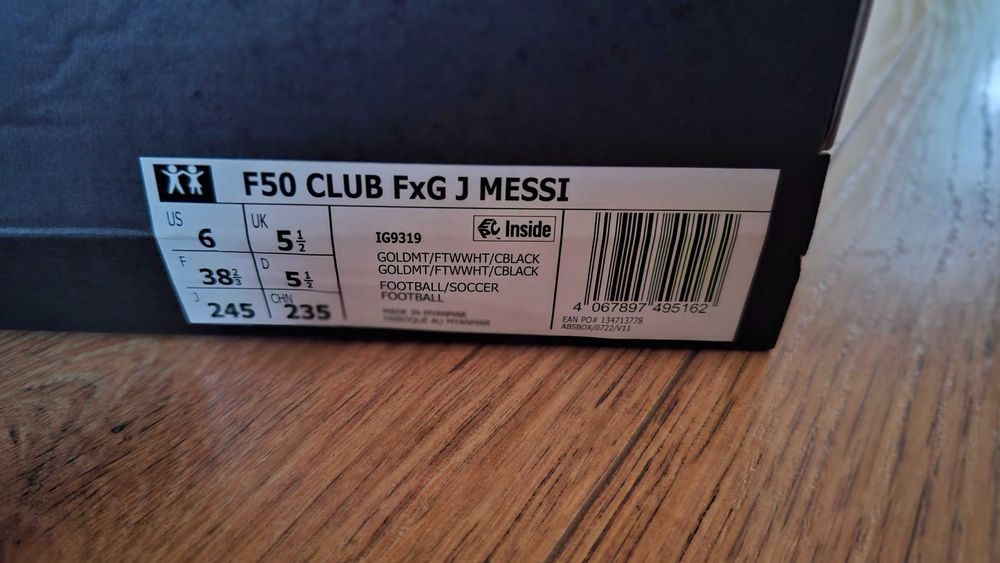 F50 CLUB FxG J MESSI
US 6
UK 5½
F 38⅔
D 5½
J 245
CHN 235
IG9319
Inside
GOLDMT/FTWWHT/CBLACK
GOLDMT/FTWWHT/CBLACK
FOOTBALL/SOCCER
FOOTBALL
MADE IN MYANMAR
FABRIQUÉ AU MYANMAR
4 067897 495162
EAN PO# 134713778
ABSBOX/0722/V11